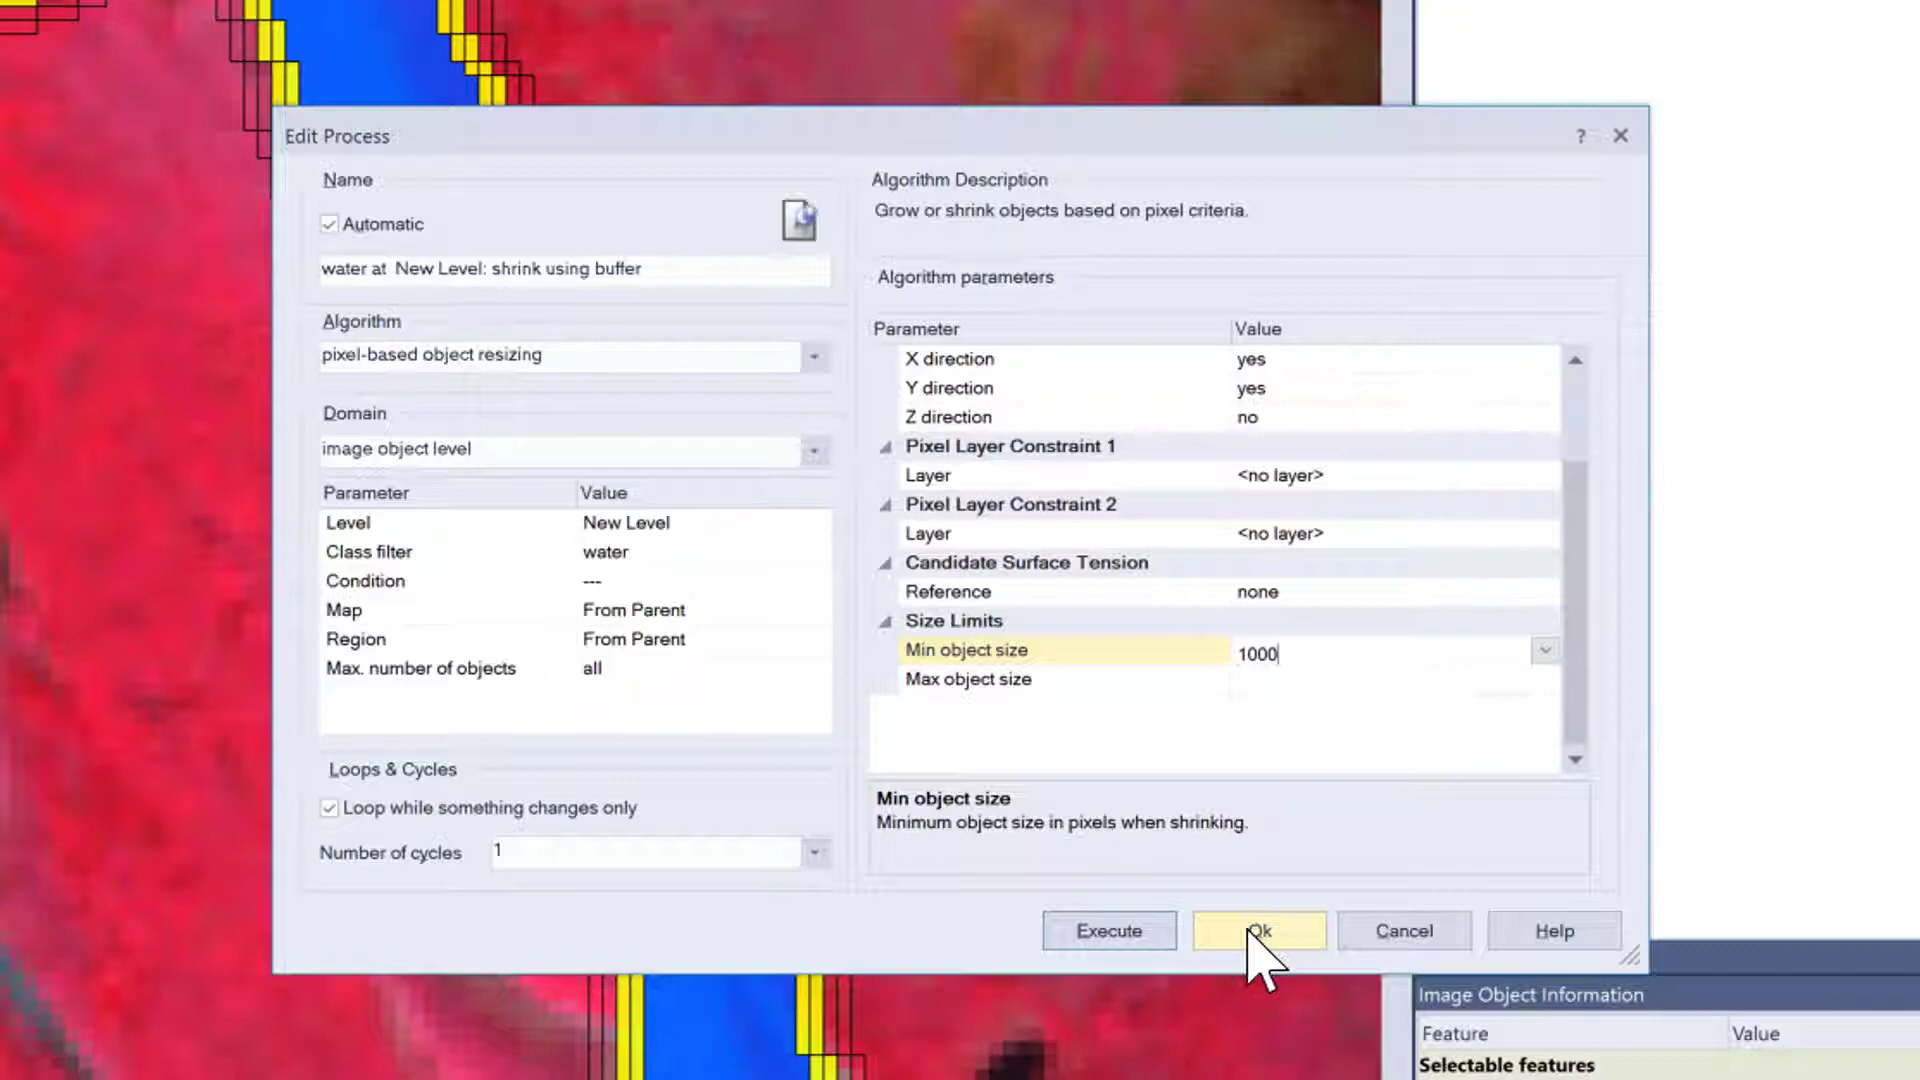 Edit Process
?
Name
Automatic
water at New Level: shrink using buffer
Algorithm
pixel-based object resizing
Domain
image object level
Parameter Value
Level New Level
Class filter water
Condition ---
Map From Parent
Region From Parent
Max. number of objects all
Loops & Cycles
Loop while something changes only
Number of cycles 1
Algorithm Description
Grow or shrink objects based on pixel criteria.
Algorithm parameters
Parameter Value
X direction yes
Y direction yes
Z direction no
Pixel Layer Constraint 1
Layer <no layer>
Pixel Layer Constraint 2
Layer <no layer>
Candidate Surface Tension
Reference none
Size Limits
Min object size 1000
Max object size
Min object size
Minimum object size in pixels when shrinking.
Execute Ok Cancel Help
Image Object Information
Feature Value
Selectable features